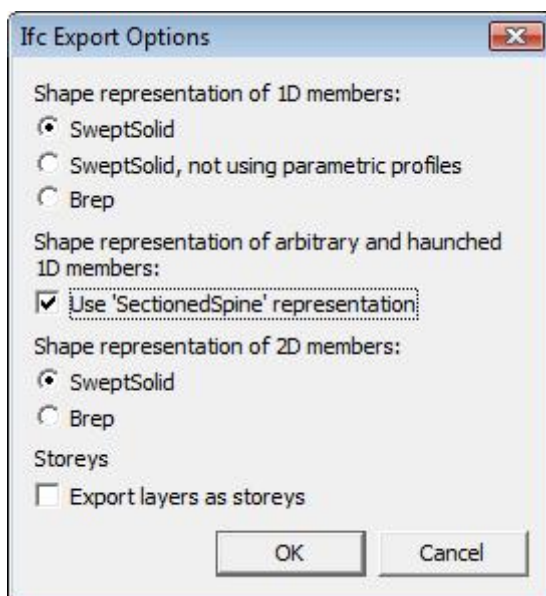 Ifc Export Options
Shape representation of 1D members:
SweptSolid
SweptSolid, not using parametric profiles
Brep
Shape representation of arbitrary and haunched
1D members:
Use 'SectionedSpine' representation
Shape representation of 2D members:
SweptSolid
Brep
Storeys
Export layers as storeys
OK
Cancel